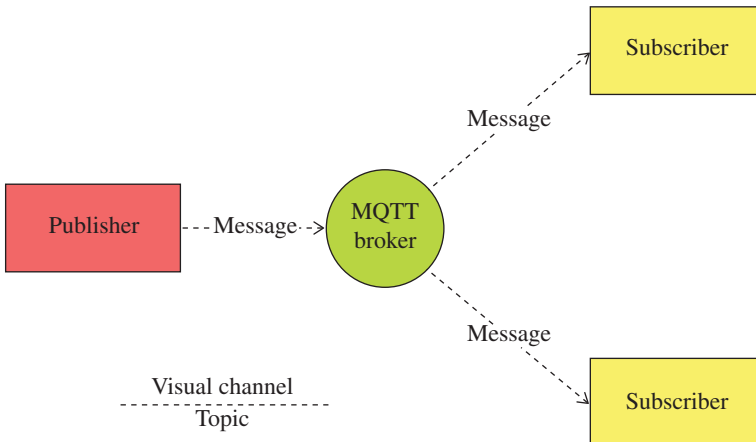 Subscriber
Message
Publisher
Message
MQTT
broker
Message
Visual channel
Topic
Subscriber